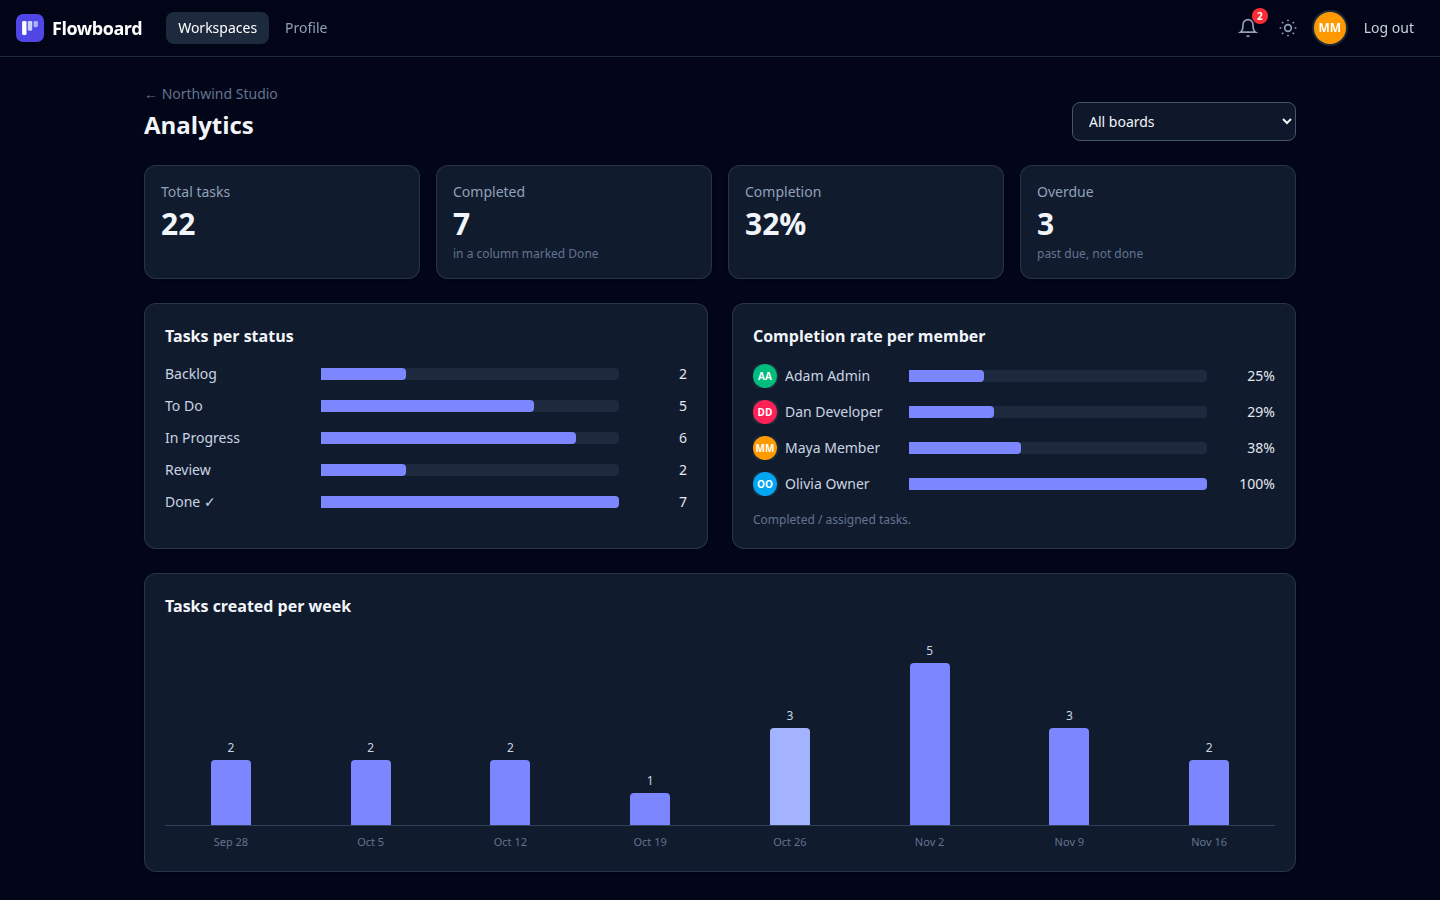 Flowboard Workspaces Profile 2 MM Log out
← Northwind Studio
Analytics
All boards
Total tasks
22
Completed
7
in a column marked Done
Completion
32%
Overdue
3
past due, not done
Tasks per status
Backlog 2
To Do 5
In Progress 6
Review 2
Done ✓ 7
Completion rate per member
AA Adam Admin 25%
DD Dan Developer 29%
MM Maya Member 38%
OO Olivia Owner 100%
Completed / assigned tasks.
Tasks created per week
2 2 2 1 3 5 3 2
Sep 28 Oct 5 Oct 12 Oct 19 Oct 26 Nov 2 Nov 9 Nov 16